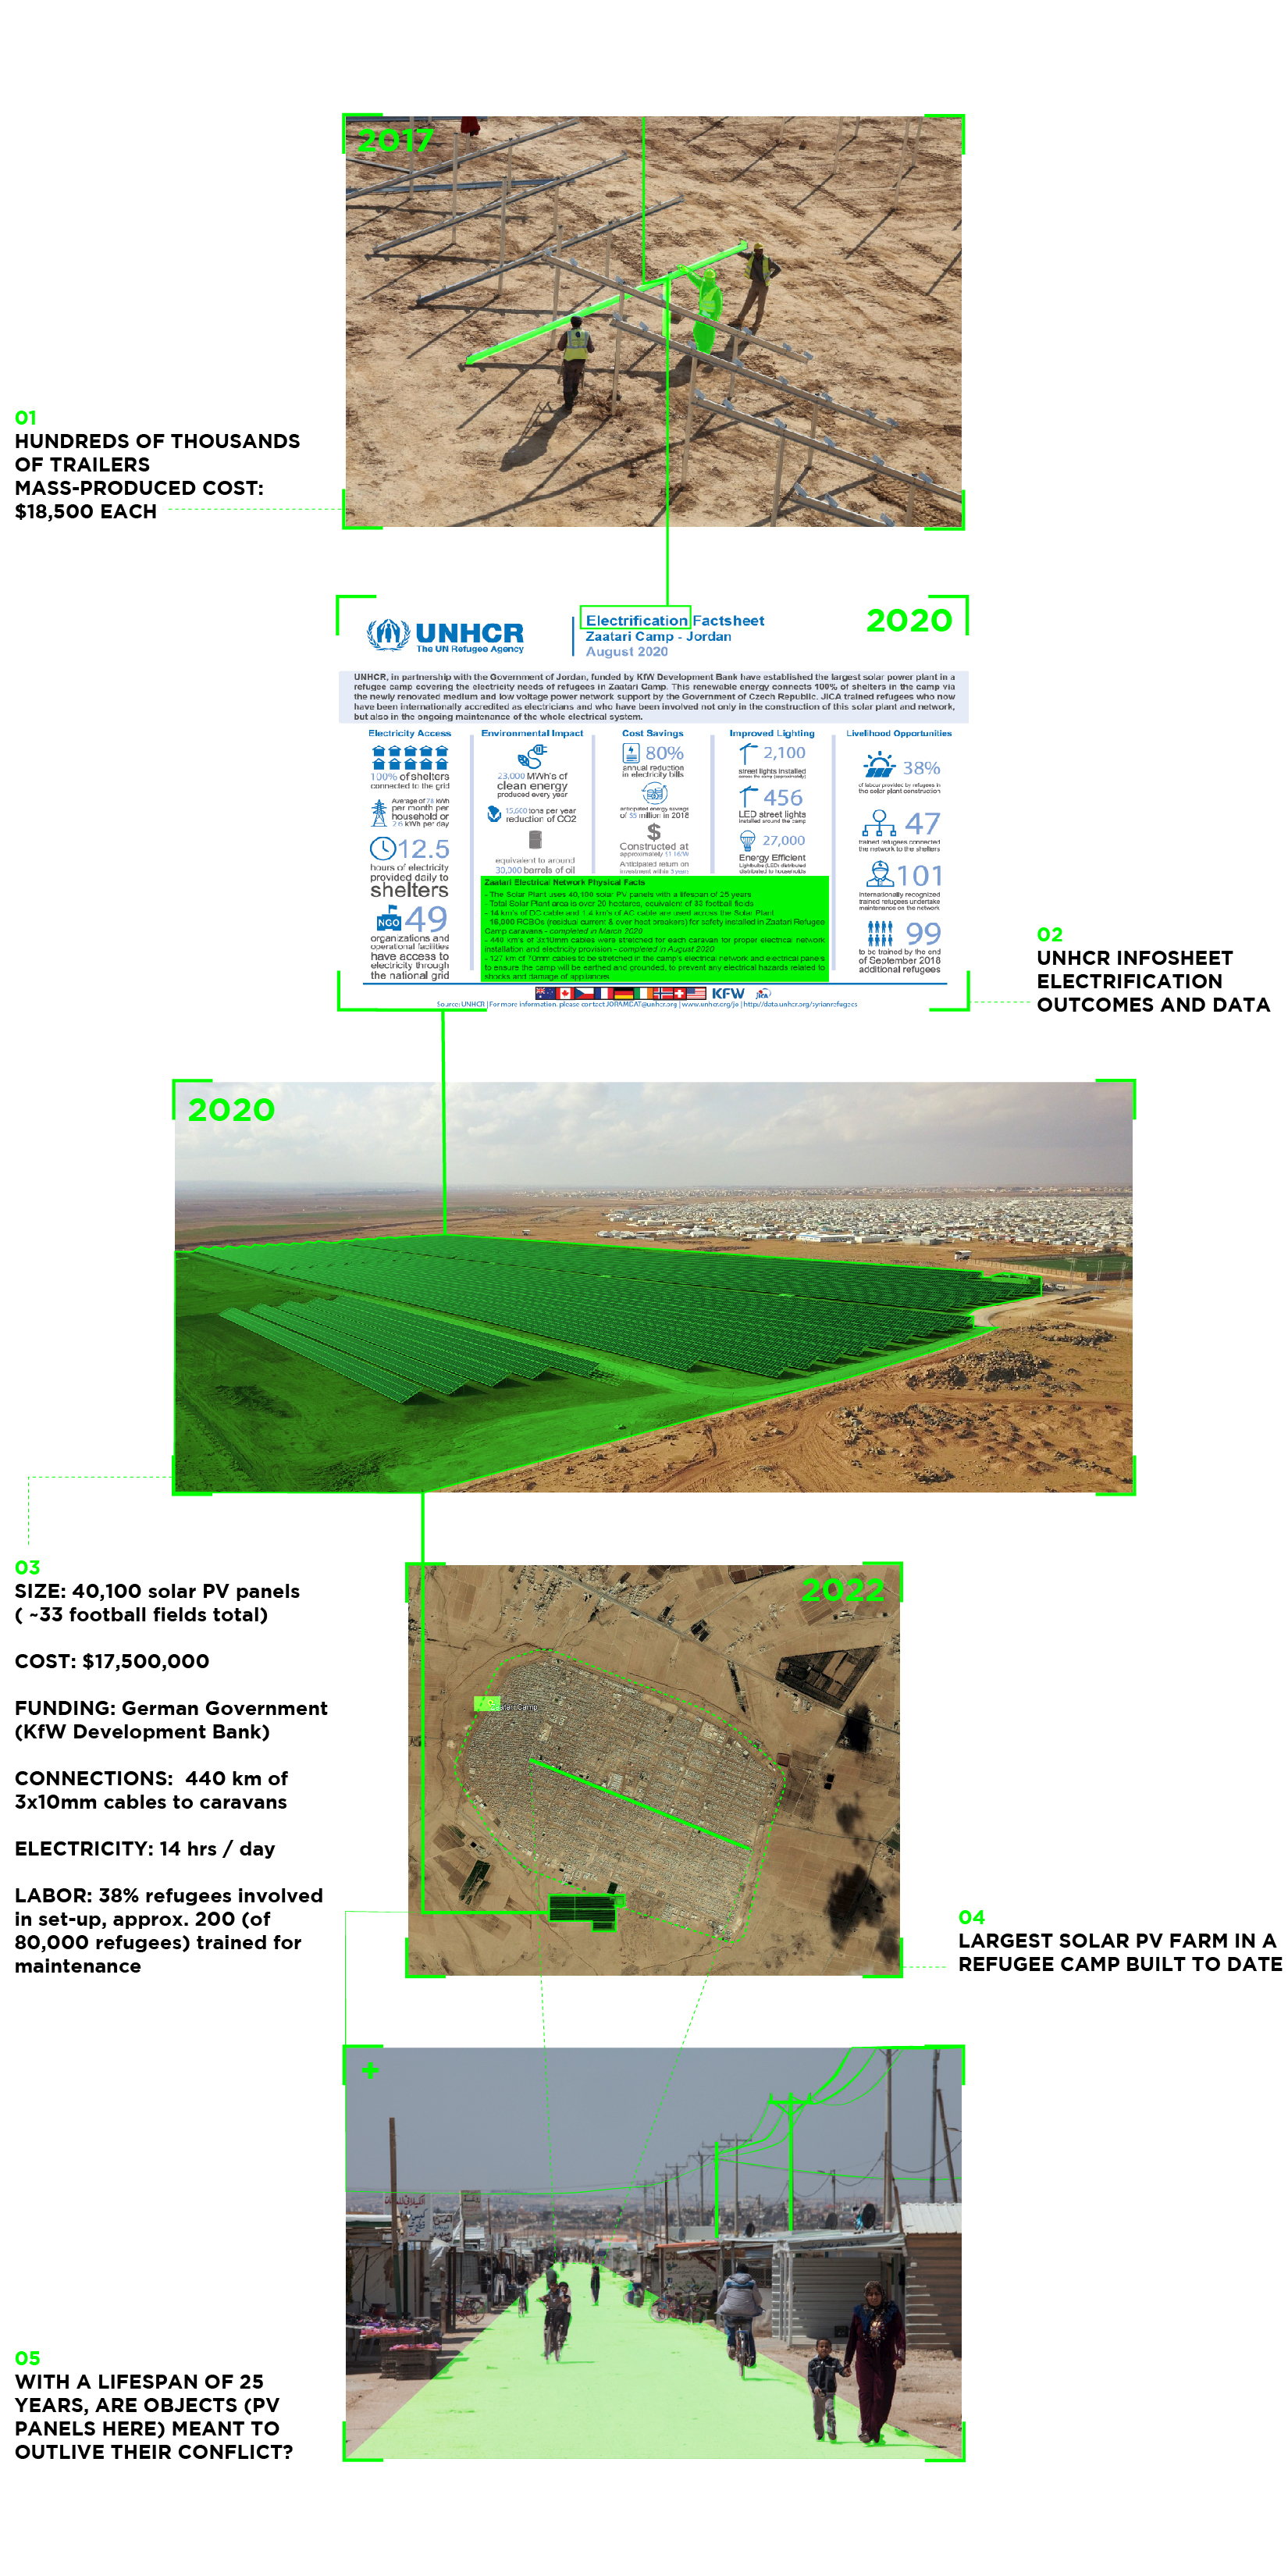 2017
01
HUNDREDS OF THOUSANDS
OF TRAILERS
MASS-PRODUCED COST:
$18,500 EACH
UNHCR
The UN Refugee Agency
Electrification Factsheet
Zaatari Camp - Jordan
August 2020
2020
UNHCR, in partnership with the Government of Jordan, funded by KfW Development Bank have established the largest solar power plant in a
refugee camp covering the electricity needs of refugees in Zaatari Camp. This renewable energy connects 100% of shelters in the camp via
the newly renovated medium and low voltage power network support by the Government of Czech Republic. JICA trained refugees who now
have been internationally accredited as electricians and who have been involved not only in the construction of this solar plant and network,
but also in the ongoing maintenance of the whole electrical system.
Electricity Access
100% of shelters
connected to the grid
Average of 78 kWh
per month per
household or
2.6 kWh per day
12.5
hours of electricity
provided daily to
shelters
NGO
49
organizations and
operational facilities
have access to
electricity through
the national grid
Environmental Impact
23,000 MWh's of
clean energy
produced every year
15,600 tons per year
reduction of CO2
equivalent to around
30,000 barrels of oil
Cost Savings
80%
annual reduction
in electricity bills
anticipated energy savings
of $5 million in 2018
$
Constructed at
approximately
Anticipated return on
investment within 3 years
Improved Lighting
2,100
street lights installed
across the camp (approximately)
456
LED street lights
installed around the camp
27,000
Energy Efficient
Lightbulbs (LED) distributed
distributed to households
Livelihood Opportunities
38%
of labour provided by refugees in
the solar plant construction
47
trained refugees connected
the network to the shelters
101
Internationally recognized
trained refugees undertake
maintenance on the network
99
to be trained by the end
of September 2018
additional refugees
Zaatari Electrical Network Physical Facts
- The Solar Plant uses 40,100 solar PV panels with a lifespan of 25 years
- Total Solar Plant area is over 20 hectares, equivalent of 33 football fields
- 14 km's of DC cable and 1.4 km's of AC cable are used across the Solar Plant
- 16,000 RCBOs (residual current & over heat breakers) for safety installed in Zaatari Refugee
Camp caravans - completed in March 2020
- 440 km's of 3x10mm cables were stretched for each caravan for proper electrical network
installation and electricity provision - completed in August 2020
- 127 km of 70mm cables to be stretched in the camp's electrical network and electrical panels
to ensure the camp will be earthed and grounded, to prevent any electrical hazards related to
shocks and damage of appliances
KFW
JICA
Source: UNHCR | For more information, please contact JORAMDAT@unhcr.org | www.unhcr.org/jo | http://data.unhcr.org/syrianrefugees
02
UNHCR INFOSHEET
ELECTRIFICATION
OUTCOMES AND DATA
2020
03
SIZE: 40,100 solar PV panels
( ~33 football fields total)
COST: $17,500,000
FUNDING: German Government
(KfW Development Bank)
CONNECTIONS:  440 km of
3x10mm cables to caravans
ELECTRICITY: 14 hrs / day
LABOR: 38% refugees involved
in set-up, approx. 200 (of
80,000 refugees) trained for
maintenance
2022
Camp
04
LARGEST SOLAR PV FARM IN A
REFUGEE CAMP BUILT TO DATE
+
05
WITH A LIFESPAN OF 25
YEARS, ARE OBJECTS (PV
PANELS HERE) MEANT TO
OUTLIVE THEIR CONFLICT?